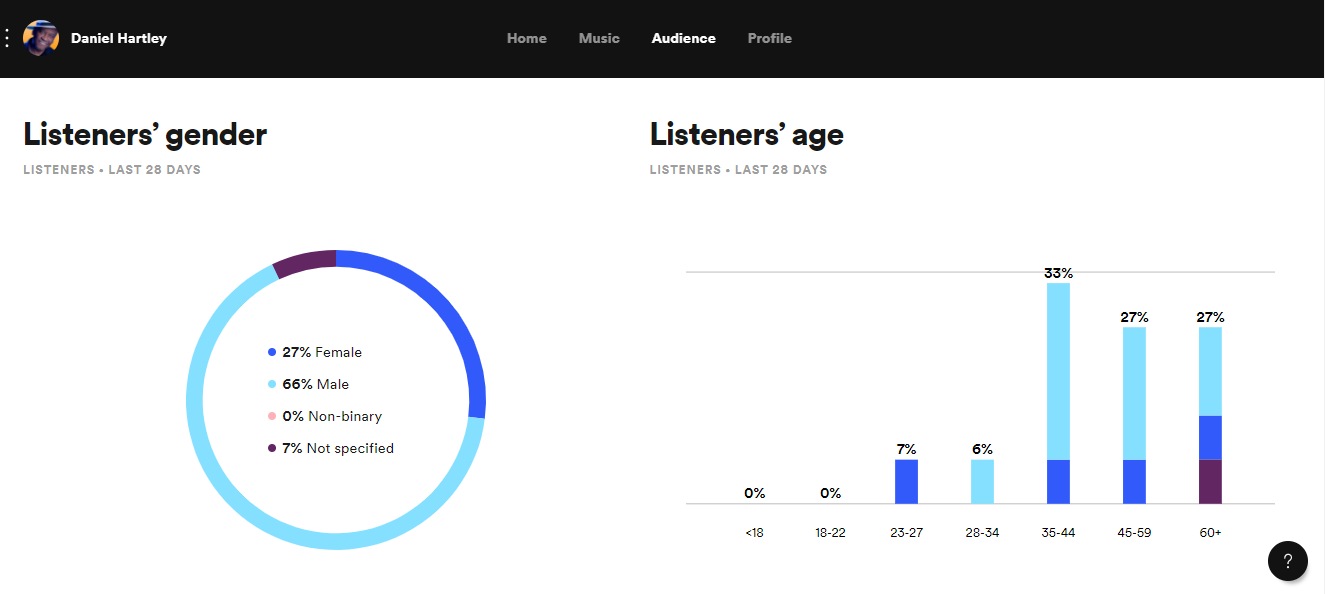 Daniel Hartley
Home Music Audience Profile
Listeners’ gender
LISTENERS • LAST 28 DAYS
27% Female
66% Male
0% Non-binary
7% Not specified
Listeners’ age
LISTENERS • LAST 28 DAYS
0% 0% 7% 6% 33% 27% 27%
<18 18-22 23-27 28-34 35-44 45-59 60+
?